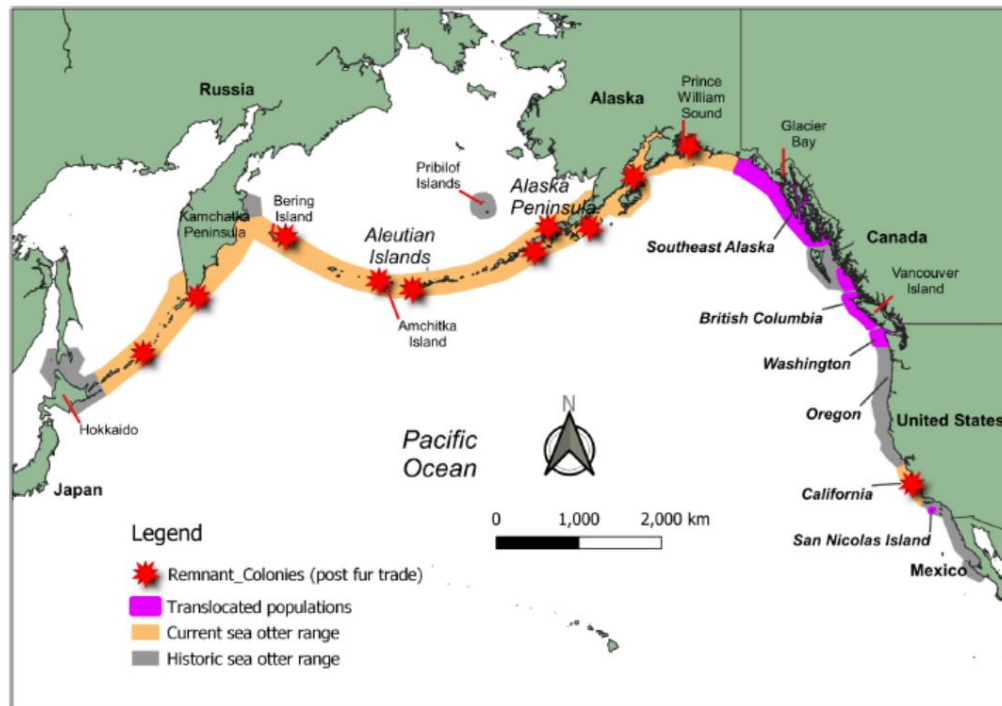 Russia
Alaska
Prince
William
Sound
Glacier
Bay
Pribilof
Islands
Alaska
Peninsula
Bering
Island
Kamchatka
Peninsula
Aleutian
Islands
Southeast Alaska
Canada
Vancouver
Island
Amchitka
Island
British Columbia
Washington
Hokkaido
Oregon
United States
N
Pacific
Ocean
Japan
California
San Nicolas Island
Mexico
0 1,000 2,000 km
Legend
Remnant_Colonies (post fur trade)
Translocated populations
Current sea otter range
Historic sea otter range